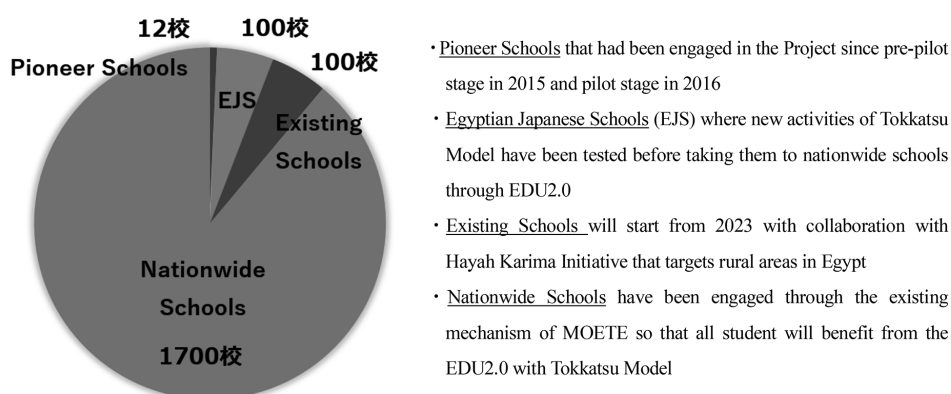 12校
100校
100校
Pioneer Schools
EJS
Existing
Schools
Nationwide
Schools
1700校
・Pioneer Schools that had been engaged in the Project since pre-pilot
stage in 2015 and pilot stage in 2016
・Egyptian Japanese Schools (EJS) where new activities of Tokkatsu
Model have been tested before taking them to nationwide schools
through EDU2.0
・Existing Schools will start from 2023 with collaboration with
Hayah Karima Initiative that targets rural areas in Egypt
・Nationwide Schools have been engaged through the existing
mechanism of MOETE so that all student will benefit from the
EDU2.0 with Tokkatsu Model